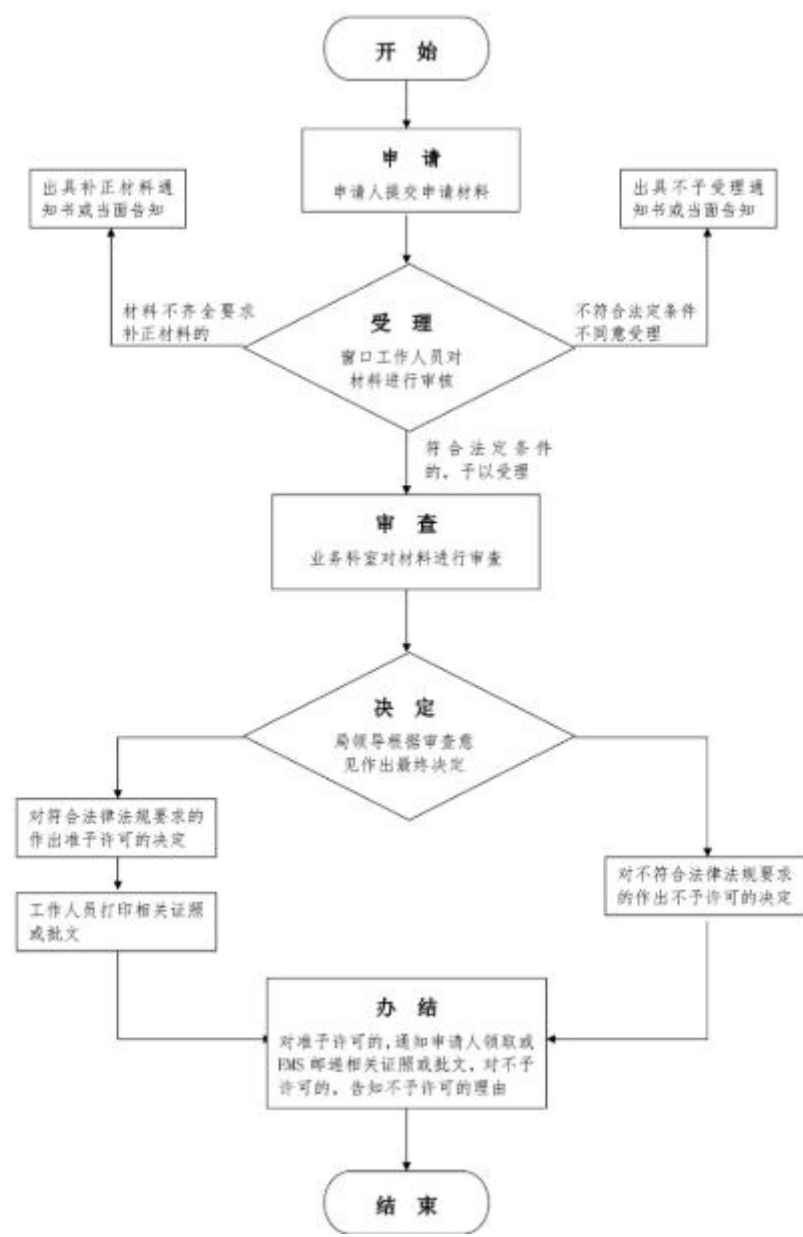 开 始
申 请
申请人提交申请材料
出具补正材料通
知书或当面告知
出具不予受理通
知书或当面告知
材料不齐全要求
补正材料的
受 理
窗口工作人员对
材料进行审核
不符合法定条件
不同意受理
符合法定条件
的，予以受理
审 查
业务科室对材料进行审查
决 定
局领导根据审查意
见作出最终决定
对符合法律法规要求的
作出准予许可的决定
工作人员打印相关证照
或批文
对不符合法律法规要求
的作出不予许可的决定
办 结
对准予许可的,通知申请人领取或
EMS 邮递相关证照或批文，对不予
许可的，告知不予许可的理由
结 束